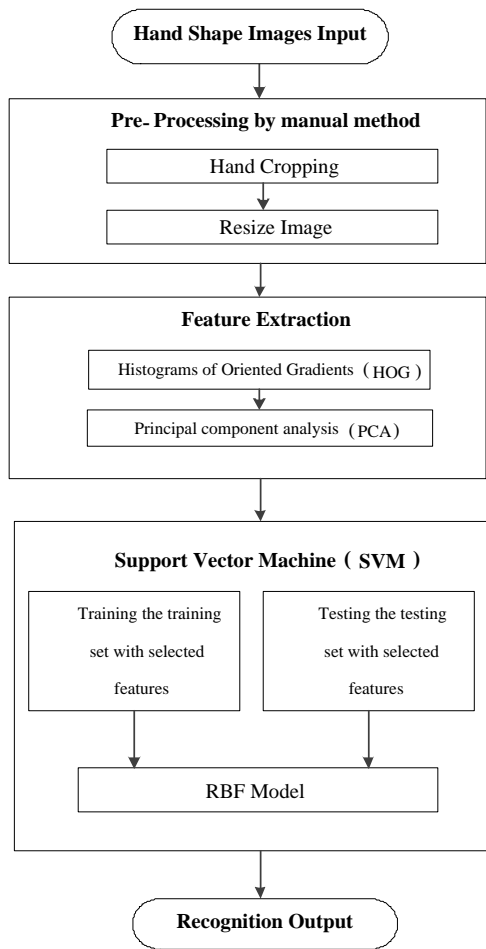 Hand Shape Images Input
Pre- Processing by manual method
Hand Cropping
Resize Image
Feature Extraction
Histograms of Oriented Gradients (HOG)
Principal component analysis (PCA)
Support Vector Machine ( SVM )
Training the training
set with selected
features
Testing the testing
set with selected
features
RBF Model
Recognition Output